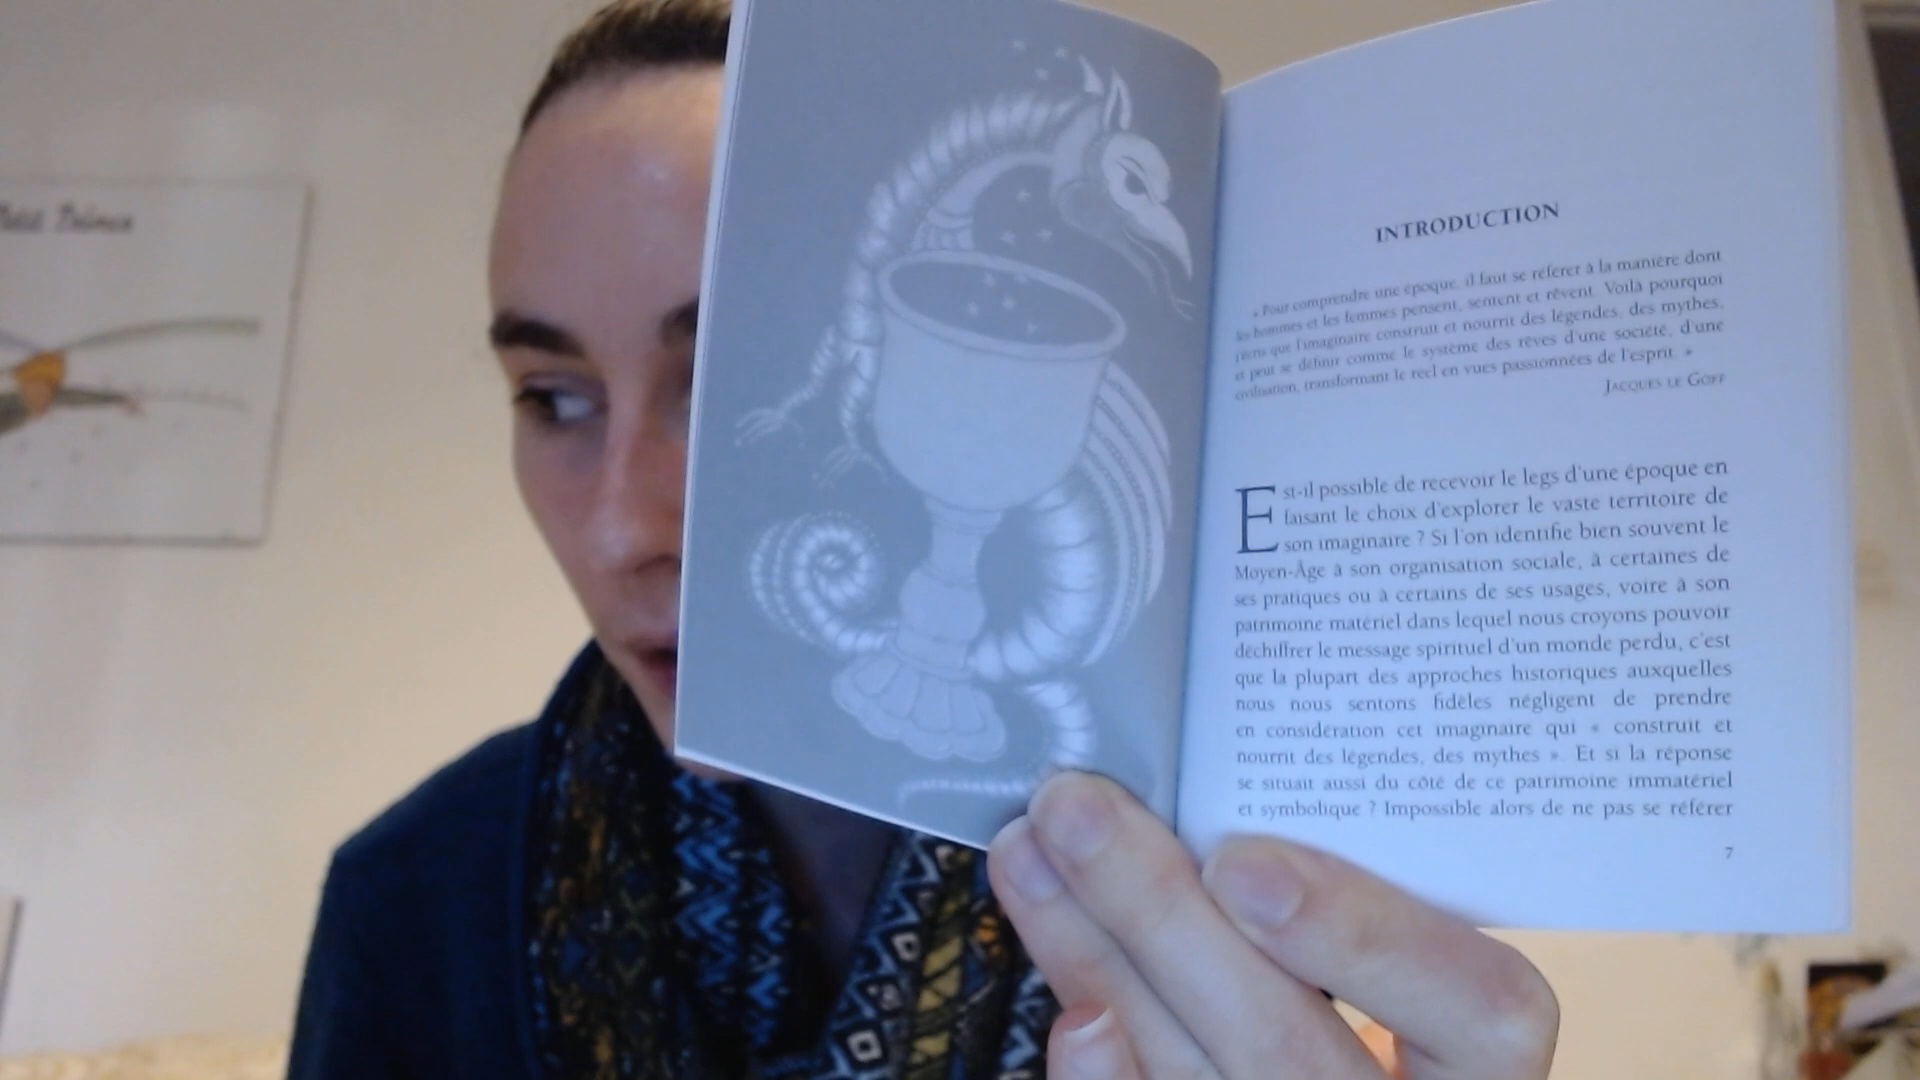 Petit Prince
INTRODUCTION
« Pour comprendre une époque, il faut se référer à la manière dont
les hommes et les femmes pensent, sentent et rêvent. Voilà pourquoi
que l'imaginaire construit et nourrit des légendes, des mythes,
et peut se définir comme le système des rêves d'une société, d'une
civilisation, transformant le réel en vues passionnées de l'esprit. »
JACQUES LE GOFF
Est-il possible de recevoir le legs d'une époque en
faisant le choix d'explorer le vaste territoire de
son imaginaire ? Si l'on identifie bien souvent le
Moyen-Âge à son organisation sociale, à certaines de
ses pratiques ou à certains de ses usages, voire à son
patrimoine matériel dans lequel nous croyons pouvoir
déchiffrer le message spirituel d'un monde perdu, c'est
que la plupart des approches historiques auxquelles
nous nous sentons fidèles négligent de prendre
en considération cet imaginaire qui « construit et
nourrit des légendes, des mythes ». Et si la réponse
se situait aussi du côté de ce patrimoine immatériel
et symbolique ? Impossible alors de ne pas se référer
7